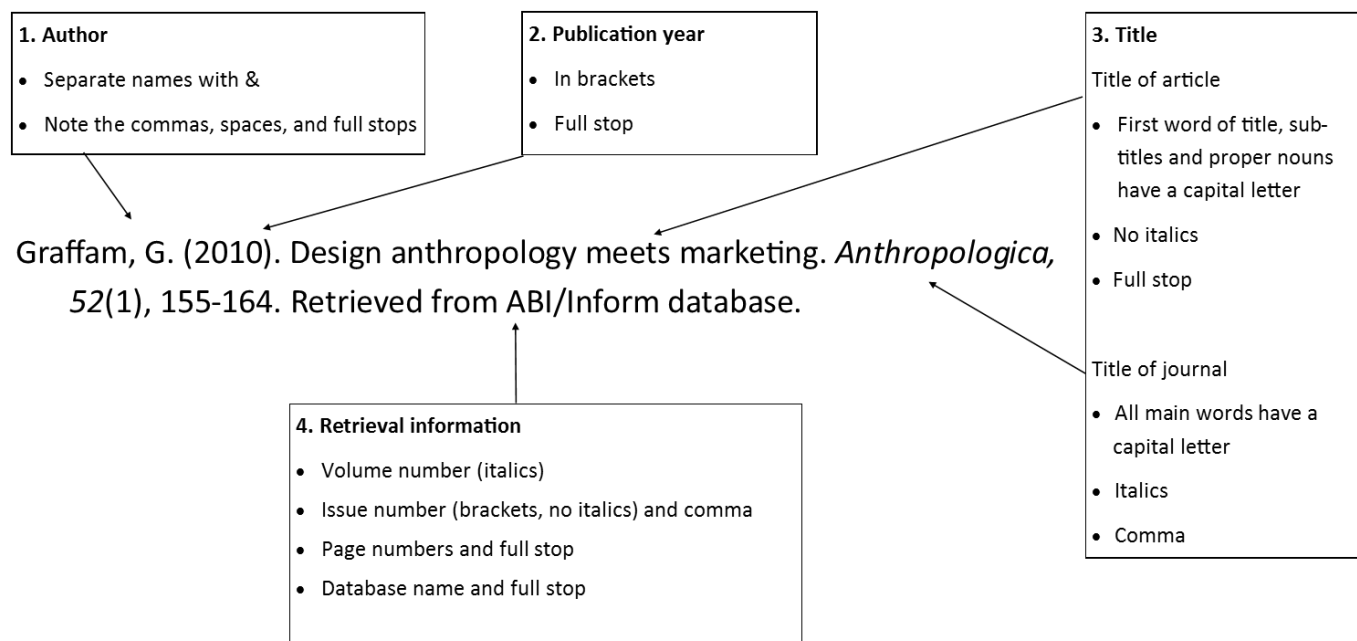 1. Author
• Separate names with &
• Note the commas, spaces, and full stops
2. Publication year
• In brackets
• Full stop
3. Title
Title of article
• First word of title, sub-
titles and proper nouns
have a capital letter
• No italics
• Full stop
Title of journal
• All main words have a
capital letter
• Italics
• Comma
Graffam, G. (2010). Design anthropology meets marketing. Anthropologica,
52(1), 155-164. Retrieved from ABI/Inform database.
4. Retrieval information
• Volume number (italics)
• Issue number (brackets, no italics) and comma
• Page numbers and full stop
• Database name and full stop